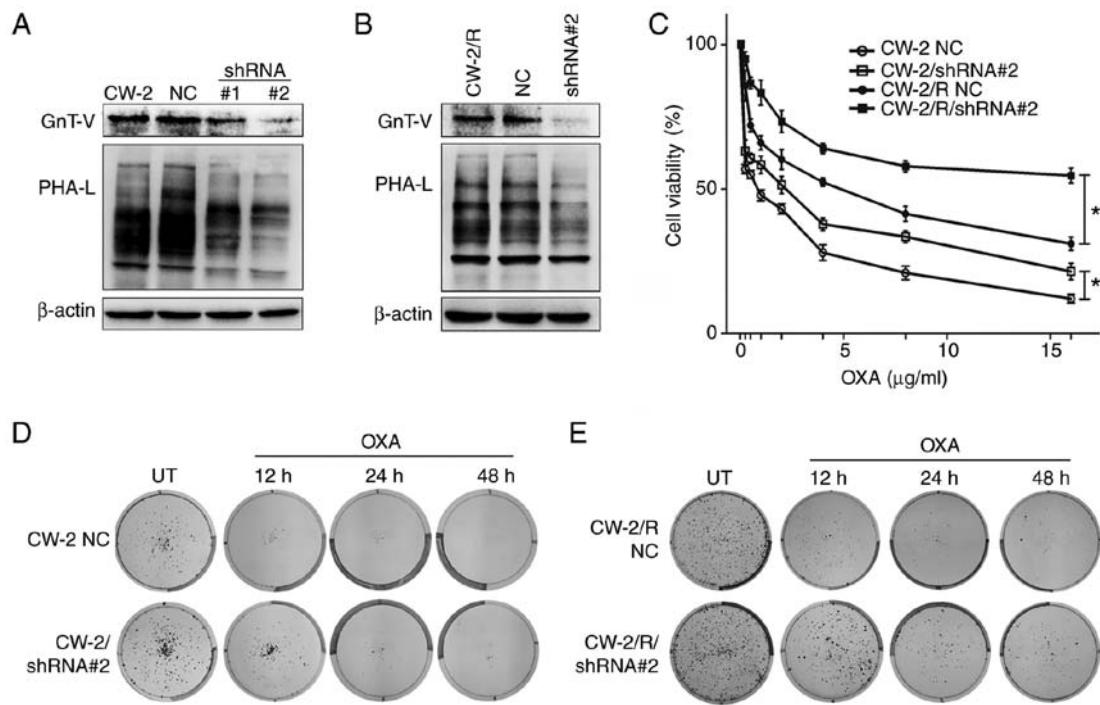 A
shRNA
CW-2 NC #1 #2
GnT-V
PHA-L
β-actin
B
CW-2/R
NC
shRNA#2
GnT-V
PHA-L
β-actin
C
CW-2 NC
CW-2/shRNA#2
CW-2/R NC
CW-2/R/shRNA#2
Cell viability (%)
100
50
0
*
*
0 5 10 15
OXA (μg/ml)
D
OXA
UT 12 h 24 h 48 h
CW-2 NC
CW-2/
shRNA#2
E
OXA
UT 12 h 24 h 48 h
CW-2/R
NC
CW-2/R/
shRNA#2